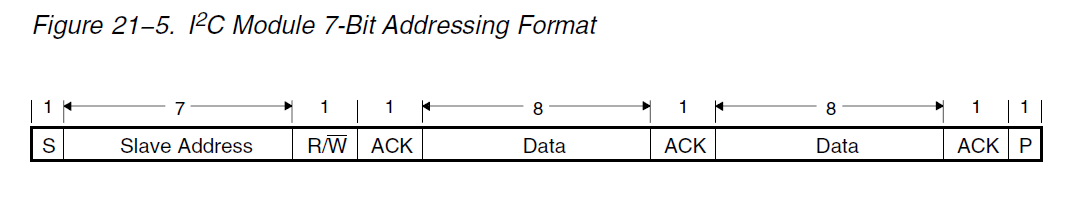 Figure 21–5. I²C Module 7-Bit Addressing Format
1 7 1 1 8 1 8 1 1
S Slave Address R/W̅ ACK Data ACK Data ACK P